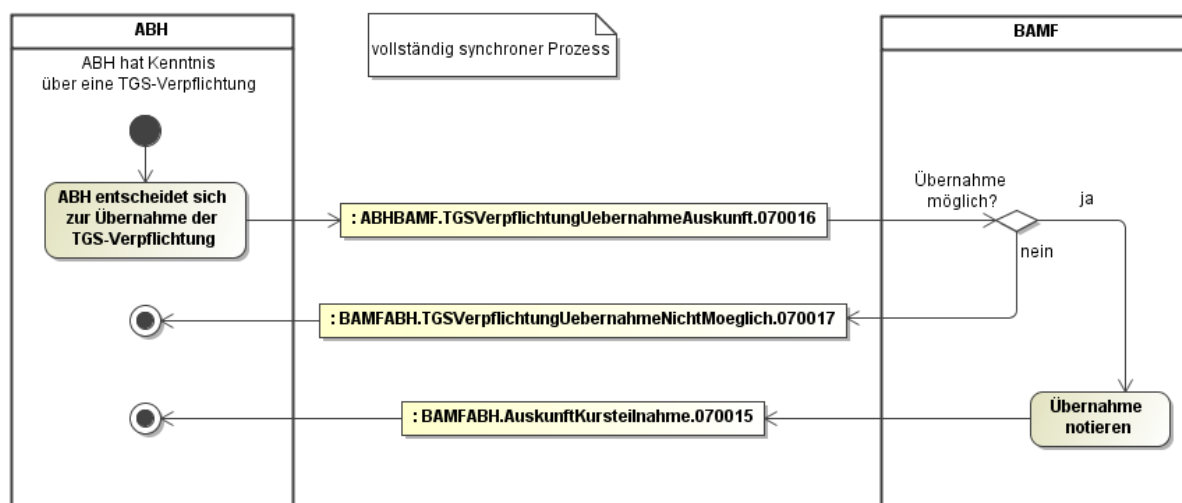 ABH
vollständig synchroner Prozess
BAMF
ABH hat Kenntnis
über eine TGS-Verpflichtung
ABH entscheidet sich
zur Übernahme der
TGS-Verpflichtung
: ABHBAMF.TGSVerpflichtungUebernahmeAuskunft.070016
Übernahme
möglich?
ja
nein
: BAMFABH.TGSVerpflichtungUebernahmeNichtMoeglich.070017
: BAMFABH.AuskunftKursteilnahme.070015
Übernahme
notieren